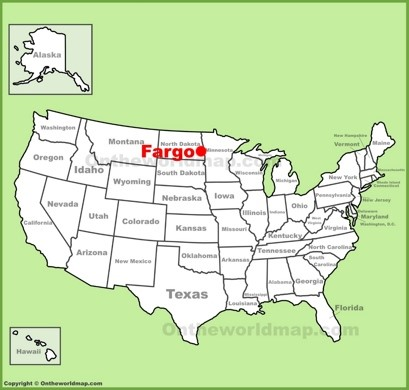 Alaska
Washington
Montana
North Dakota
Minnesota
Fargo
Ontheworldmap.com
Oregon
Idaho
Wyoming
South Dakota
Wisconsin
Michigan
New Hampshire
Vermont
Maine
Massachusetts
New York
Rhode Island
Connecticut
Pennsylvania
New Jersey
Delaware
Maryland
Washington, D.C.
Nevada
Utah
Colorado
Nebraska
Iowa
Illinois
Indiana
Ohio
West
Virginia
Virginia
California
Kansas
Missouri
Kentucky
North Carolina
Tennessee
South
Carolina
Arizona
New Mexico
Oklahoma
Arkansas
Mississippi
Alabama
Georgia
Texas
Louisiana
Florida
Ontheworldmap.com
Hawaii
Copyright © Ontheworldmap.com